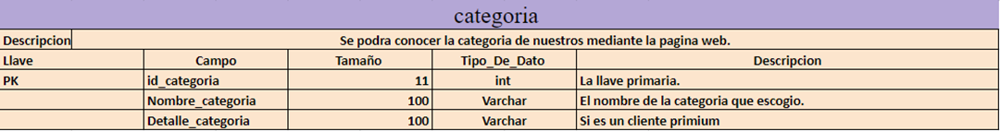 categoria
Descripcion Se podra conocer la categoria de nuestros mediante la pagina web.
Llave Campo Tamaño Tipo_De_Dato Descripcion
PK id_categoria 11 int La llave primaria.
Nombre_categoria 100 Varchar El nombre de la categoria que escogio.
Detalle_categoria 100 Varchar Si es un cliente primium